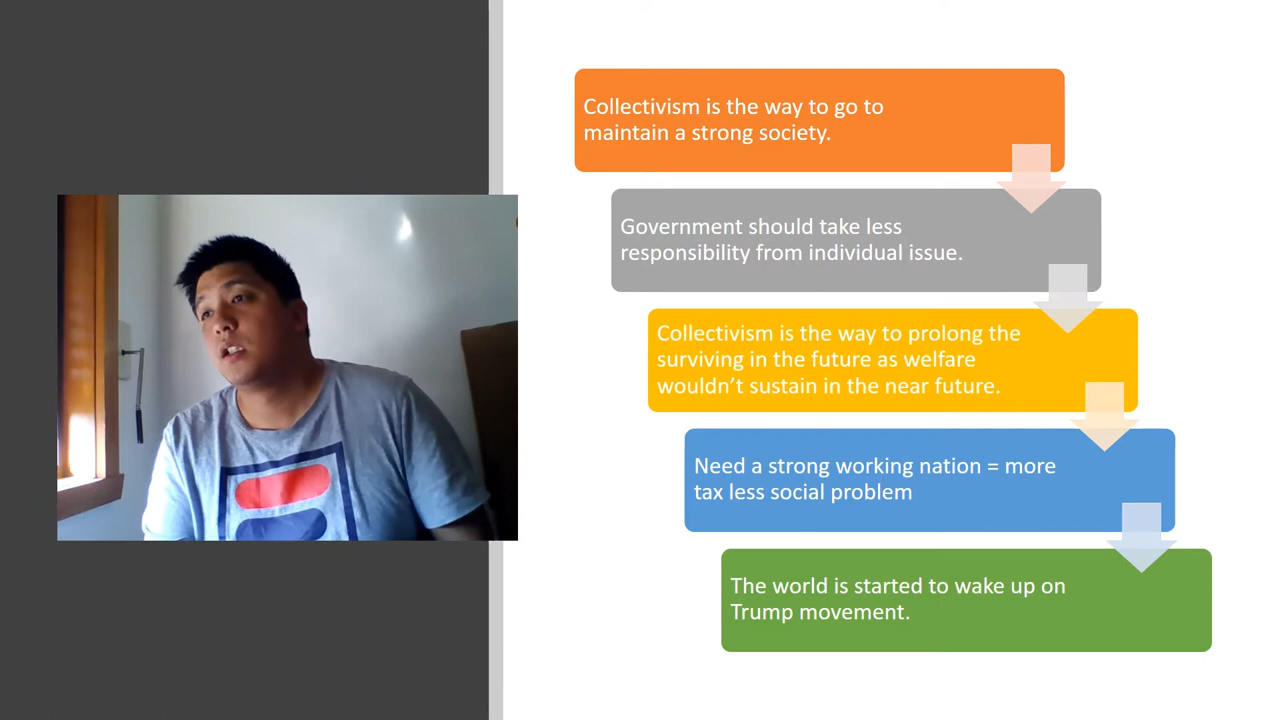 Collectivism is the way to go to
maintain a strong society.
Government should take less
responsibility from individual issue.
Collectivism is the way to prolong the
surviving in the future as welfare
wouldn’t sustain in the near future.
Need a strong working nation = more
tax less social problem
The world is started to wake up on
Trump movement.